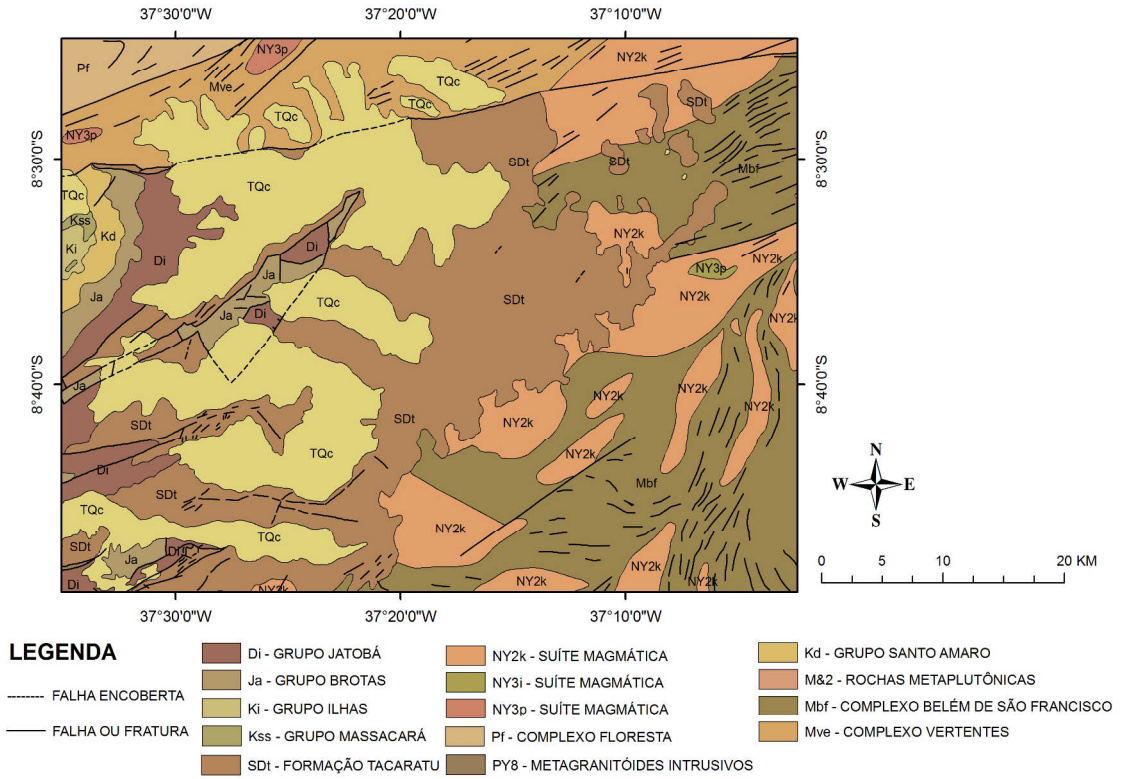 37°30'0"W 37°20'0"W 37°10'0"W
8°30'0"S 8°30'0"S
8°40'0"S 8°40'0"S
NY3p
NY2k
Pf
Mve
TQc
TQc
TQc
SDt
NY3p
SDt
SDt
Mbf
TQc
TQc
Kss
Kd
Ki
Di
Di
NY2k
NY2k
Ja
NY3p
Ja
TQc
SDt
NY2k
Ja
Di
NY2k
Ja
NY2k
NY2k
SDt
SDt
NY2k
NY2k
TQc
NY2k
Di
Mbf
SDt
TQc
NY2k
TQc
SDt
Di
Ja
Di
NY2k
NY2k
NY2k
NY2k
N
W E
S
0 5 10 20 KM
37°30'0"W 37°20'0"W 37°10'0"W
LEGENDA
FALHA ENCOBERTA
FALHA OU FRATURA
Di - GRUPO JATOBÁ
Ja - GRUPO BROTAS
Ki - GRUPO ILHAS
Kss - GRUPO MASSACARÁ
SDt - FORMAÇÃO TACARATU
NY2k - SUÍTE MAGMÁTICA
NY3i - SUÍTE MAGMÁTICA
NY3p - SUÍTE MAGMÁTICA
Pf - COMPLEXO FLORESTA
PY8 - METAGRANITÓIDES INTRUSIVOS
Kd - GRUPO SANTO AMARO
M&2 - ROCHAS METAPLUTÔNICAS
Mbf - COMPLEXO BELÉM DE SÃO FRANCISCO
Mve - COMPLEXO VERTENTES